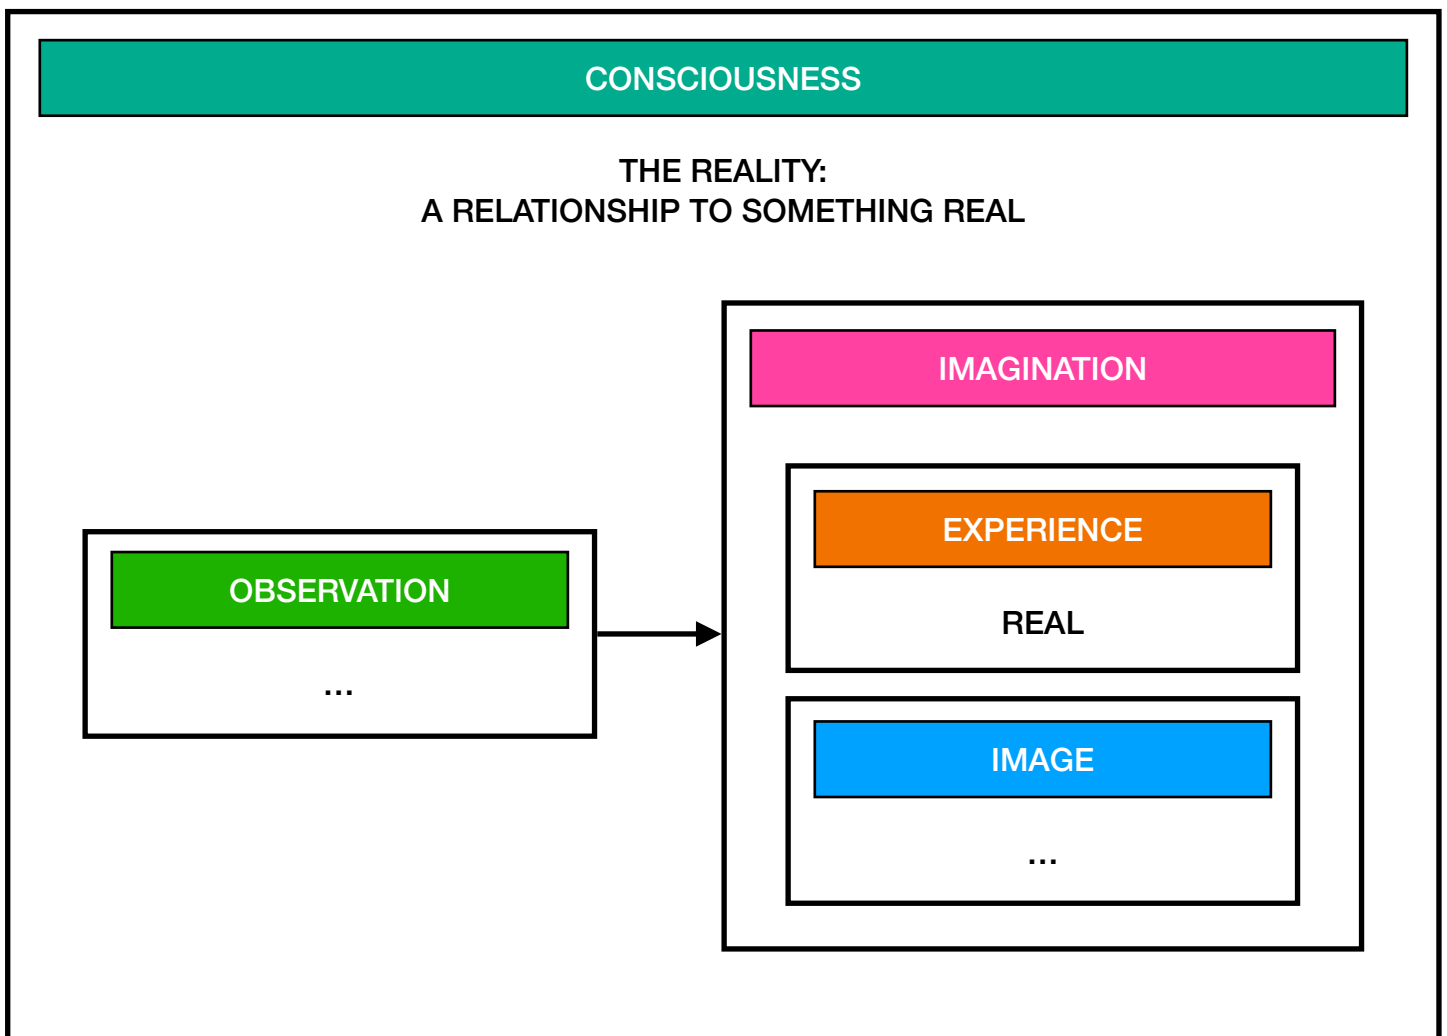 CONSCIOUSNESS
THE REALITY:
A RELATIONSHIP TO SOMETHING REAL
IMAGINATION
EXPERIENCE
REAL
OBSERVATION
...
IMAGE
...